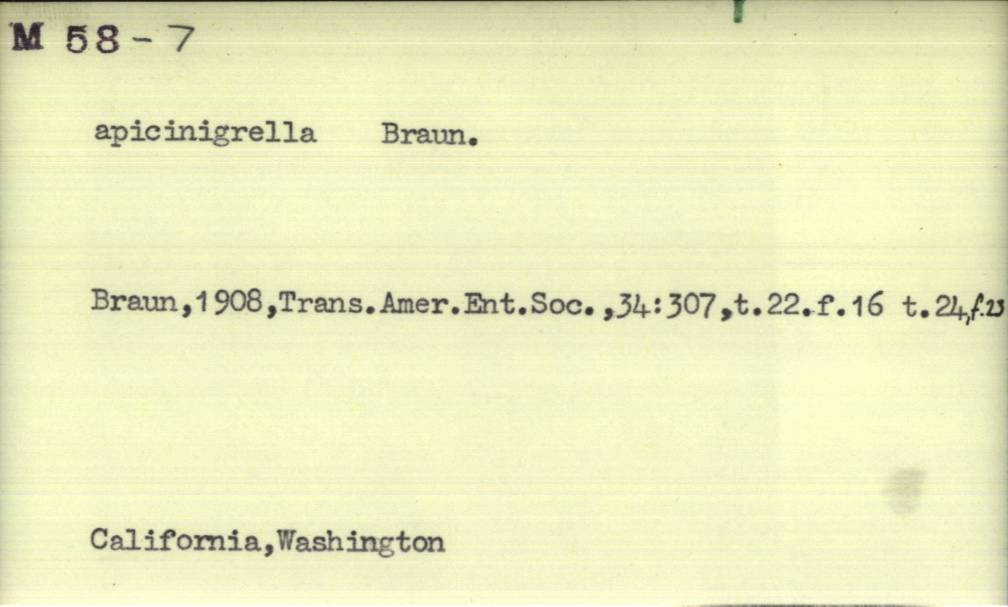 M 58-7
apicinigrella Braun.
Braun,1908,Trans.Amer.Ent.Soc.,34:307,t.22.f.16 t.24,f.23
California,Washington